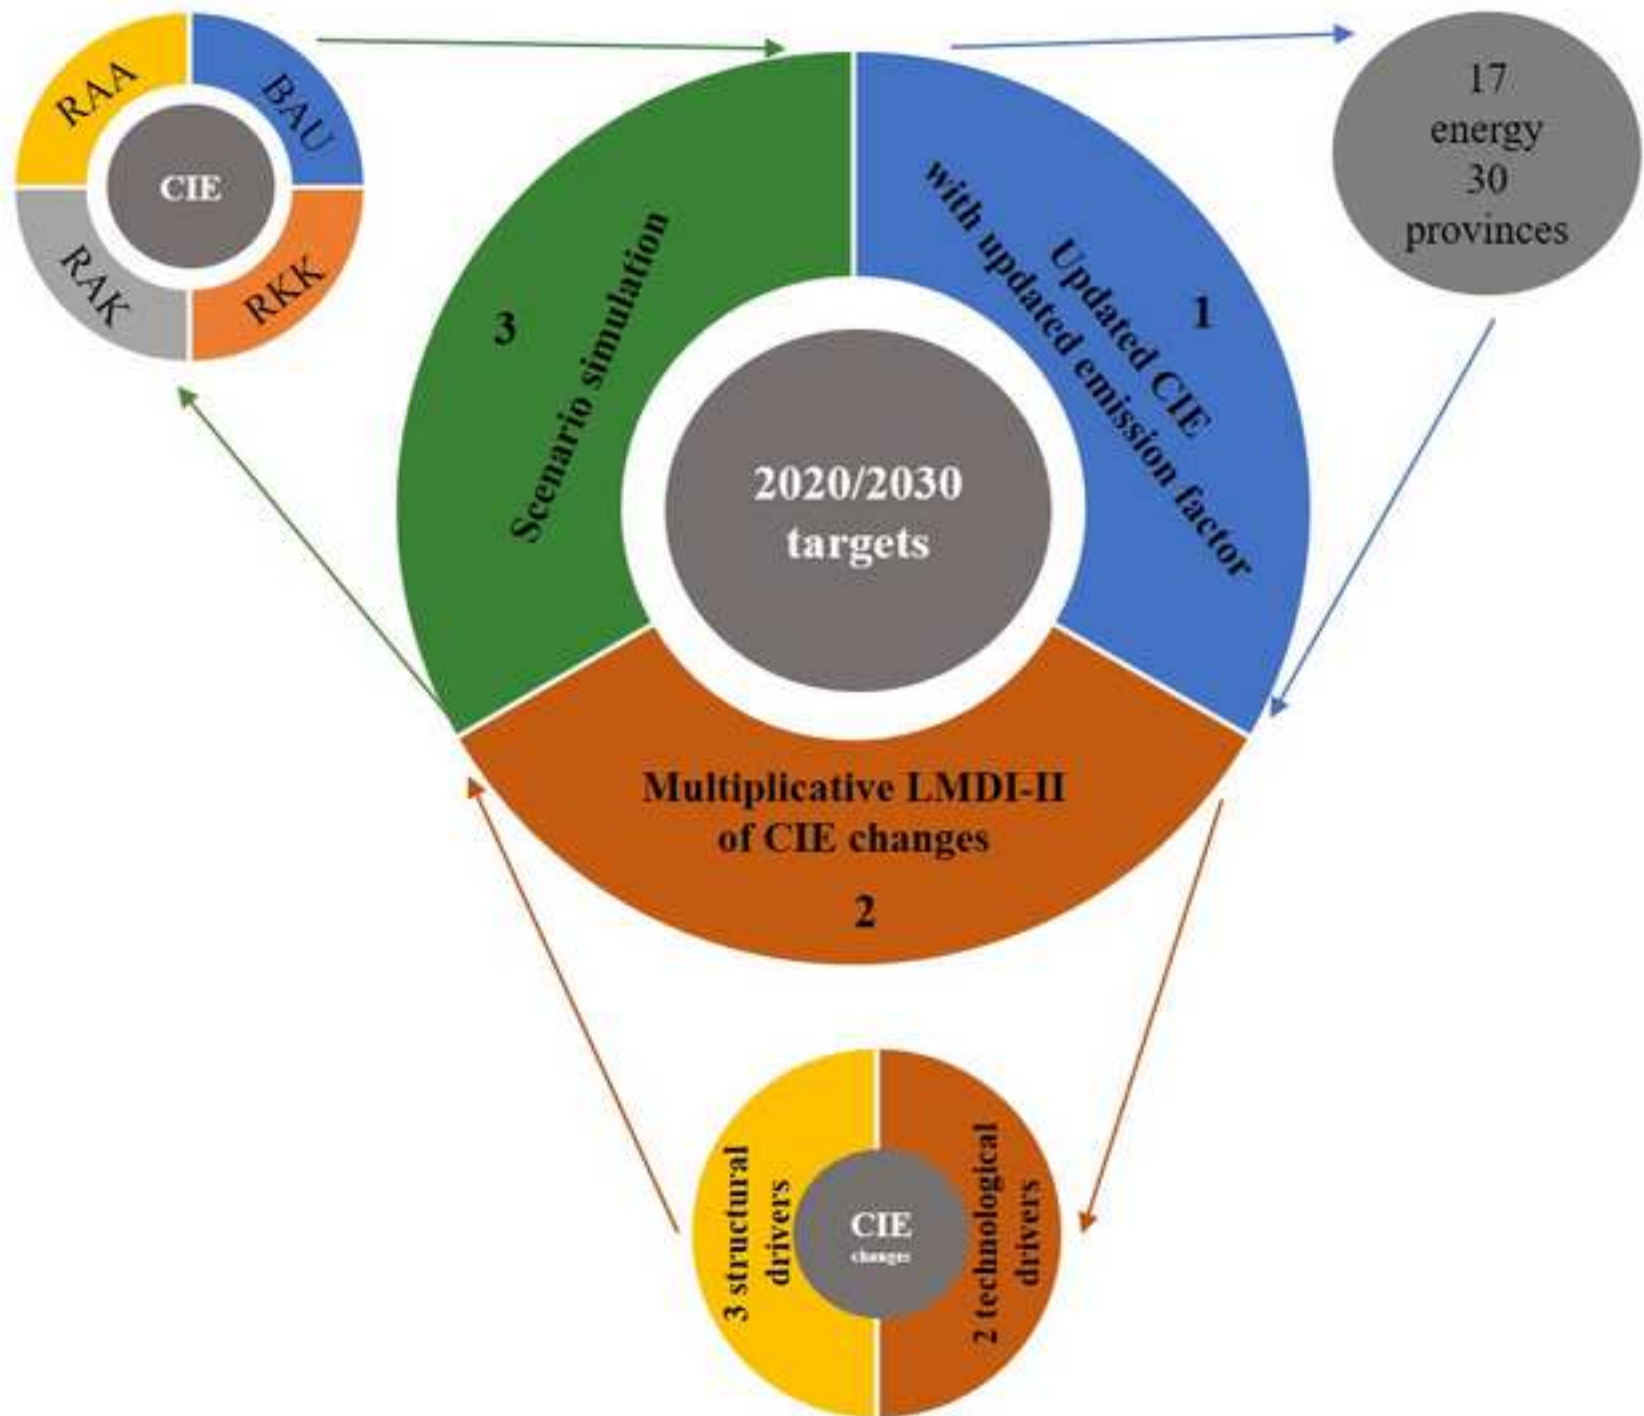 RAA
BAU
CIE
RAK
RKK
17
energy
30
provinces
3
Scenario simulation
1
Updated CIE
with updated emission factor
2020/2030
targets
Multiplicative LMDI-II
of CIE changes
2
3 structural
drivers
CIE
changes
2 technological
drivers